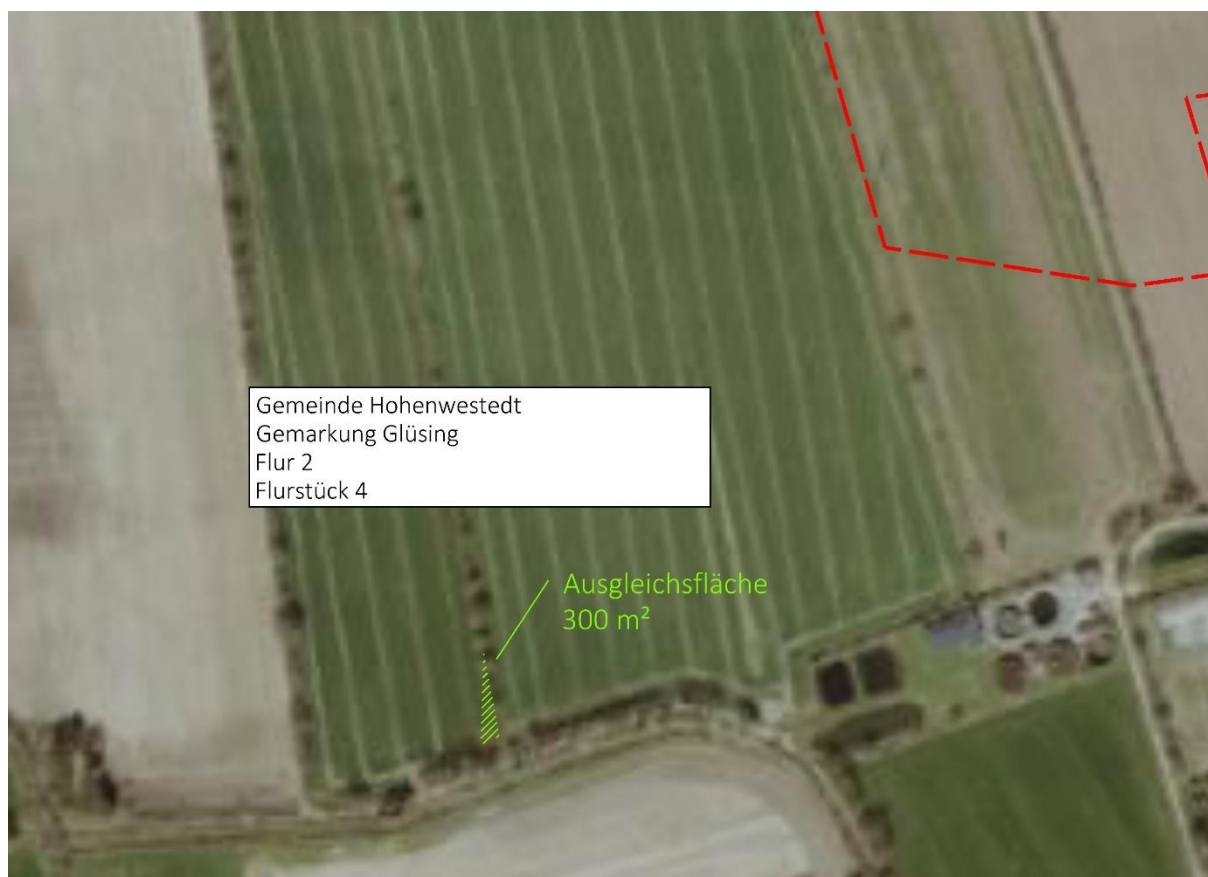 Gemeinde Hohenwestedt
Gemarkung Glüsing
Flur 2
Flurstück 4
Ausgleichsfläche
300 m²